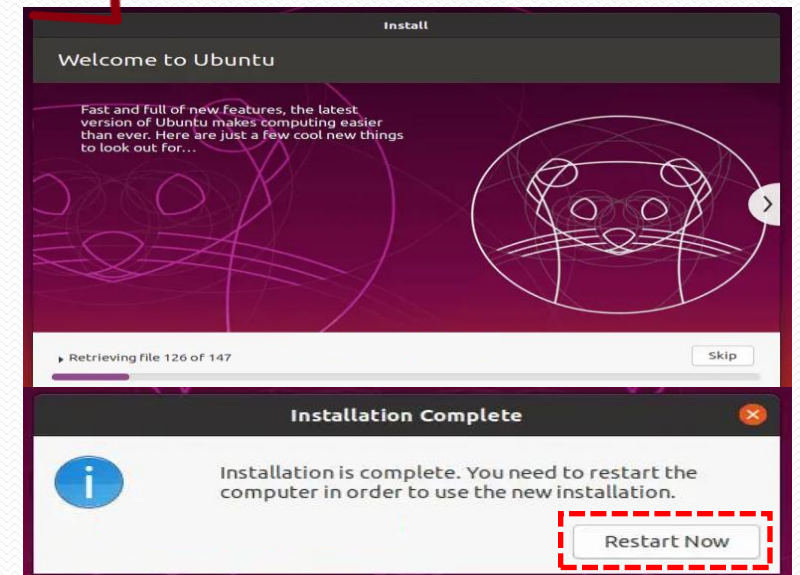 Install
Welcome to Ubuntu
Fast and full of new features, the latest
version of Ubuntu makes computing easier
than ever. Here are just a few cool new things
to look out for...
Retrieving file 126 of 147
Skip
Installation Complete
Installation is complete. You need to restart the
computer in order to use the new installation.
Restart Now